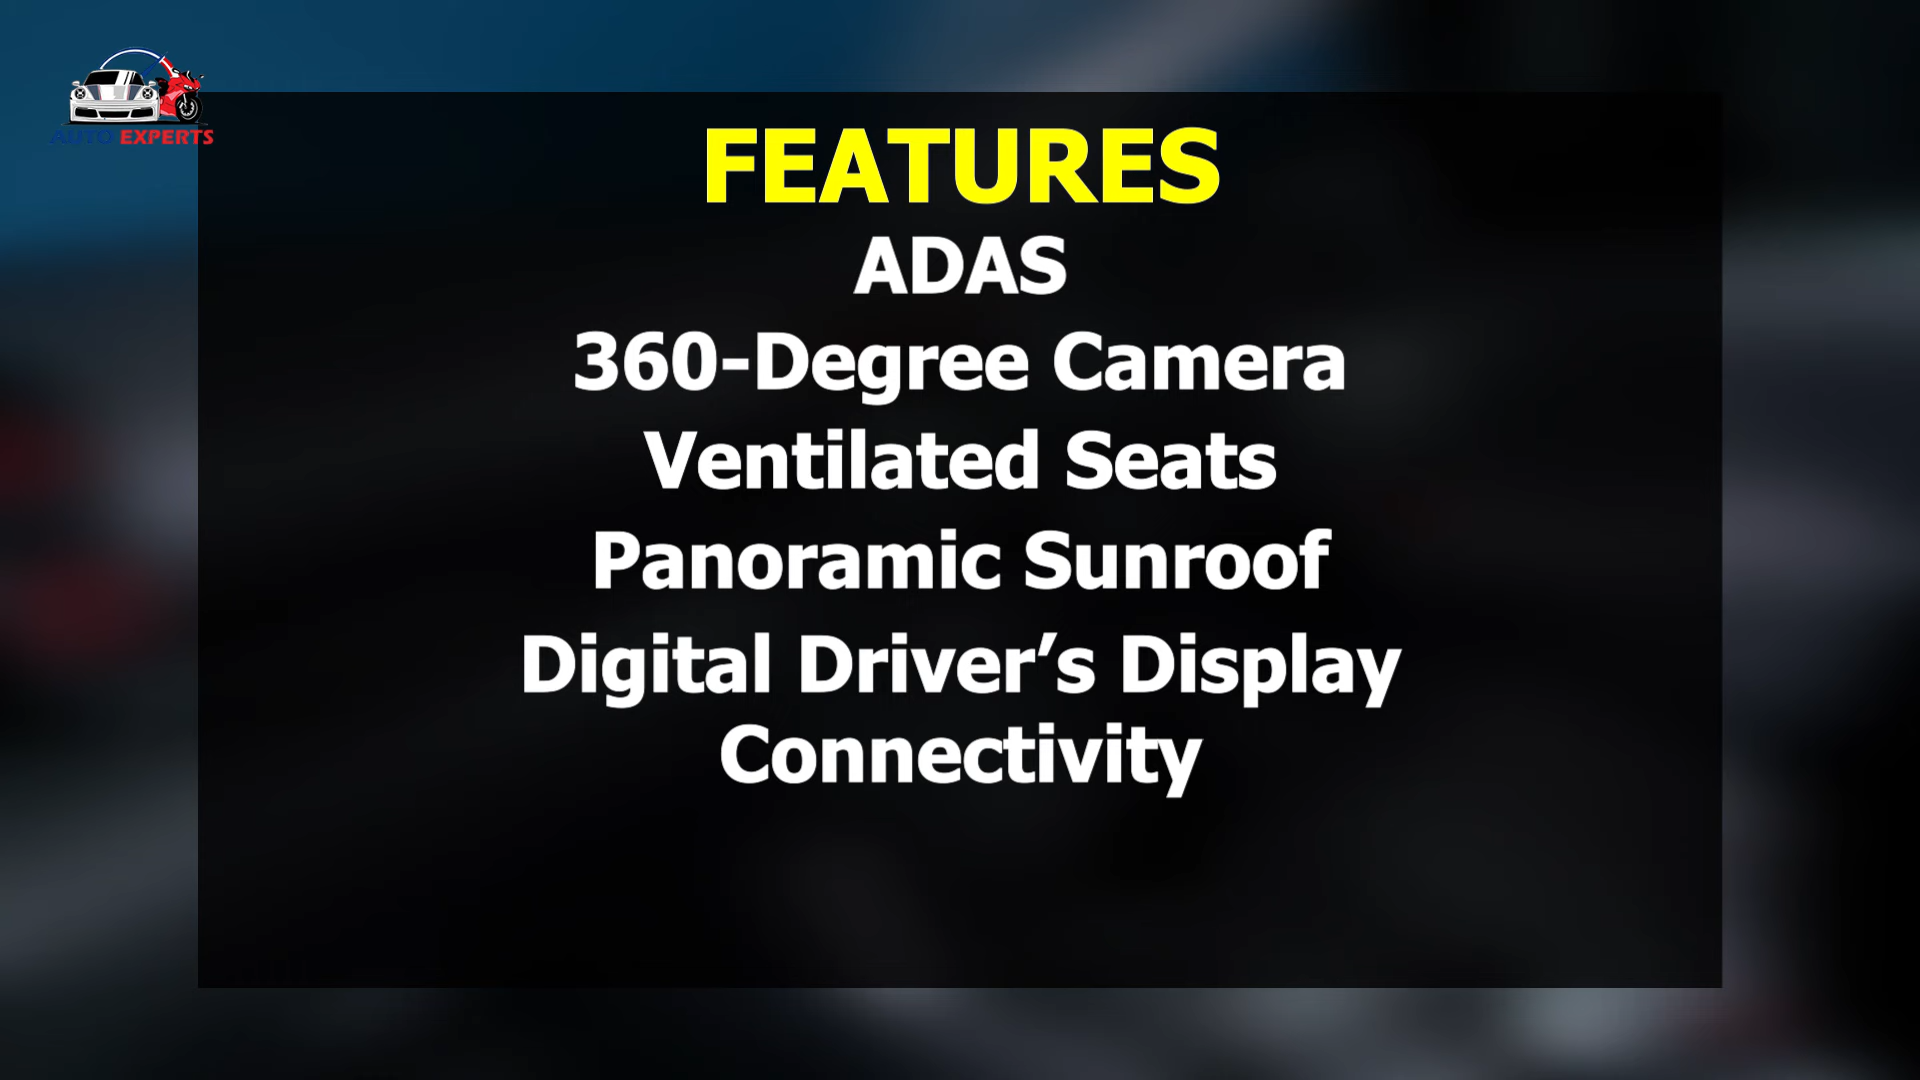 AUTO EXPERTS
FEATURES
ADAS
360-Degree Camera
Ventilated Seats
Panoramic Sunroof
Digital Driver’s Display
Connectivity